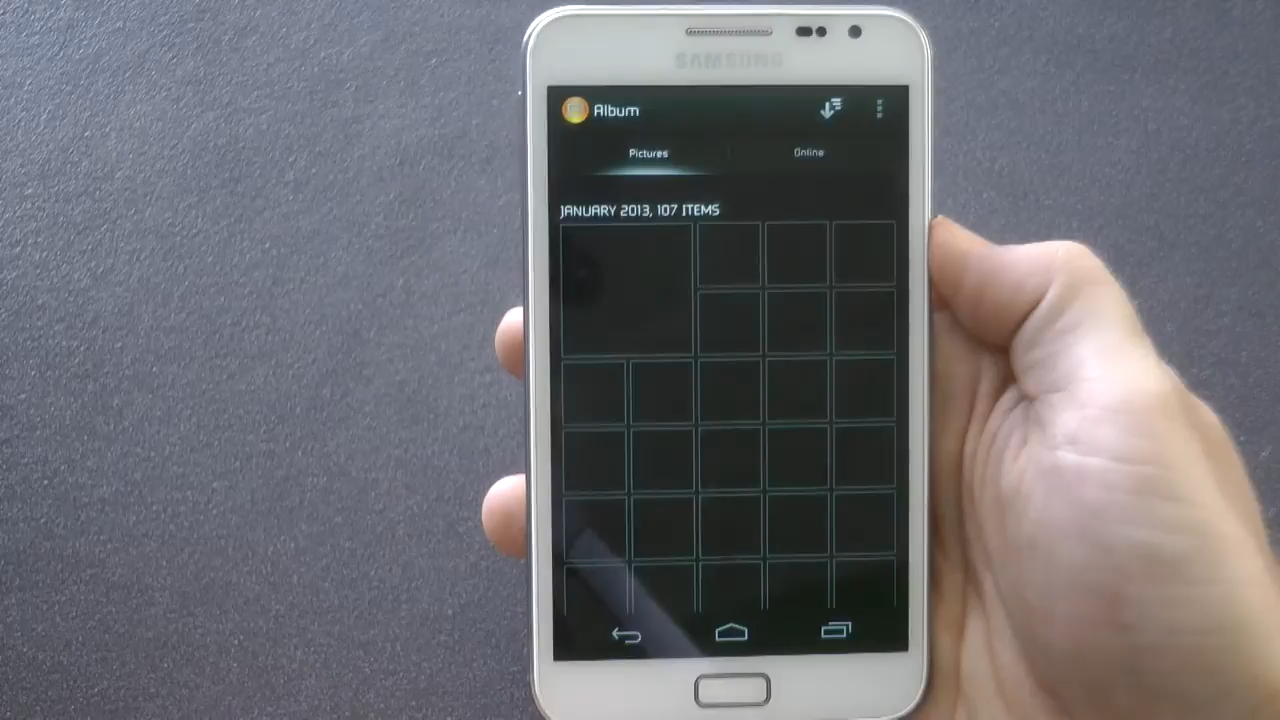 SAMSUNG
Album
Pictures
Online
JANUARY 2013, 107 ITEMS